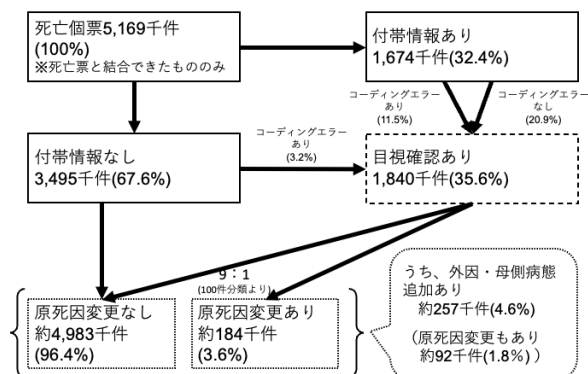 死亡個票5,169千件
(100%)
※死亡票と結合できたもののみ
付帯情報あり
1,674千件(32.4%)
コーディングエラー
あり
(11.5%)
コーディングエラー
なし
(20.9%)
付帯情報なし
3,495千件(67.6%)
コーディングエラー
あり
(3.2%)
目視確認あり
1,840千件(35.6%)
9：1
(100件分類より)
原死因変更なし
約4,983千件
(96.4%)
原死因変更あり
約184千件
(3.6%)
うち、外因・母側病態
追加あり
約257千件(4.6%)
(原死因変更もあり
約92千件(1.8%))